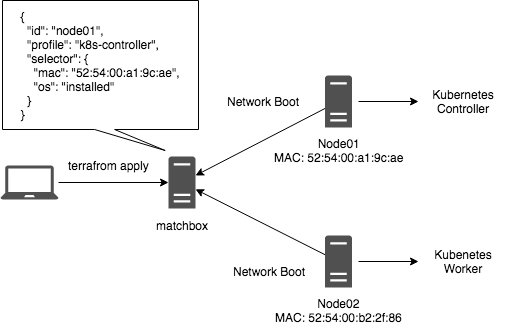 {
"id": "node01",
"profile": "k8s-controller",
"selector": {
"mac": "52:54:00:a1:9c:ae",
"os": "installed"
}
}
terrafrom apply
matchbox
Network Boot
Node01
MAC: 52:54:00:a1:9c:ae
Kubernetes
Controller
Network Boot
Node02
MAC: 52:54:00:b2:2f:86
Kubenetes
Worker